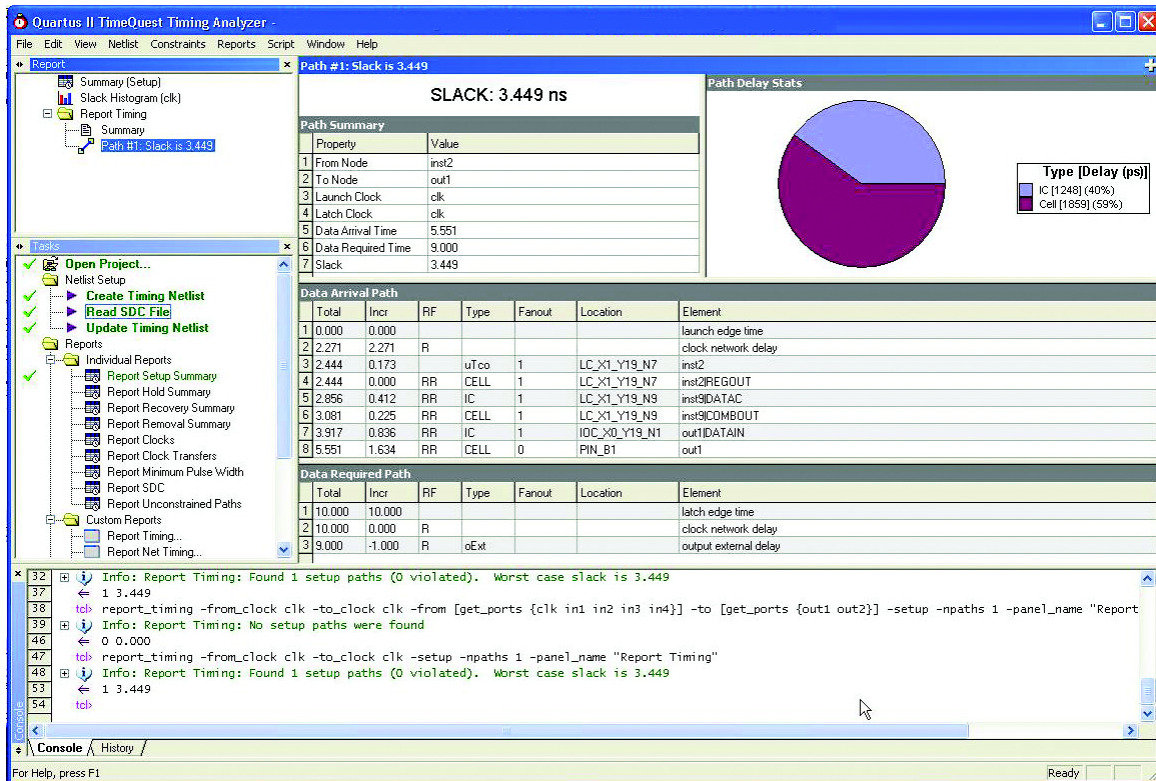 Quartus II TimeQuest Timing Analyzer -
File Edit View Netlist Constraints Reports Script Window Help
Report
Summary (Setup)
Slack Histogram (clk)
Report Timing
Summary
Path #1: Slack is 3.449
Tasks
Open Project...
Netlist Setup
Create Timing Netlist
Read SDC File
Update Timing Netlist
Reports
Individual Reports
Report Setup Summary
Report Hold Summary
Report Recovery Summary
Report Removal Summary
Report Clocks
Report Clock Transfers
Report Minimum Pulse Width
Report SDC
Report Unconstrained Paths
Custom Reports
Report Timing...
Report Net Timing...
Path #1: Slack is 3.449
SLACK: 3.449 ns
Path Summary
Property Value
1 From Node inst2
2 To Node out1
3 Launch Clock clk
4 Latch Clock clk
5 Data Arrival Time 5.551
6 Data Required Time 9.000
7 Slack 3.449
Path Delay Stats
Type [Delay (ps)]
IC [1248] (40%)
Cell [1859] (59%)
Data Arrival Path
Total Incr RF Type Fanout Location Element
1 0.000 0.000 launch edge time
2 2.271 2.271 R clock network delay
3 2.444 0.173 uTco 1 LC_X1_Y19_N7 inst2
4 2.444 0.000 RR CELL 1 LC_X1_Y19_N7 inst2|REGOUT
5 2.856 0.412 RR IC 1 LC_X1_Y19_N9 inst9|DATAC
6 3.081 0.225 RR CELL 1 LC_X1_Y19_N9 inst9|COMBOUT
7 3.917 0.836 RR IC 1 IOC_X0_Y19_N1 out1|DATAIN
8 5.551 1.634 RR CELL 0 PIN_B1 out1
Data Required Path
Total Incr RF Type Fanout Location Element
1 10.000 10.000 latch edge time
2 10.000 0.000 R clock network delay
3 9.000 -1.000 R oExt output external delay
32 Info: Report Timing: Found 1 setup paths (0 violated). Worst case slack is 3.449
37 1 3.449
38 tcl> report_timing -from_clock clk -to_clock clk -from [get_ports {clk in1 in2 in3 in4}] -to [get_ports {out1 out2}] -setup -npaths 1 -panel_name "Report
39 Info: Report Timing: No setup paths were found
46 0 0.000
47 tcl> report_timing -from_clock clk -to_clock clk -setup -npaths 1 -panel_name "Report Timing"
48 Info: Report Timing: Found 1 setup paths (0 violated). Worst case slack is 3.449
53 1 3.449
54 tcl>
Console
Console History
For Help, press F1
Ready